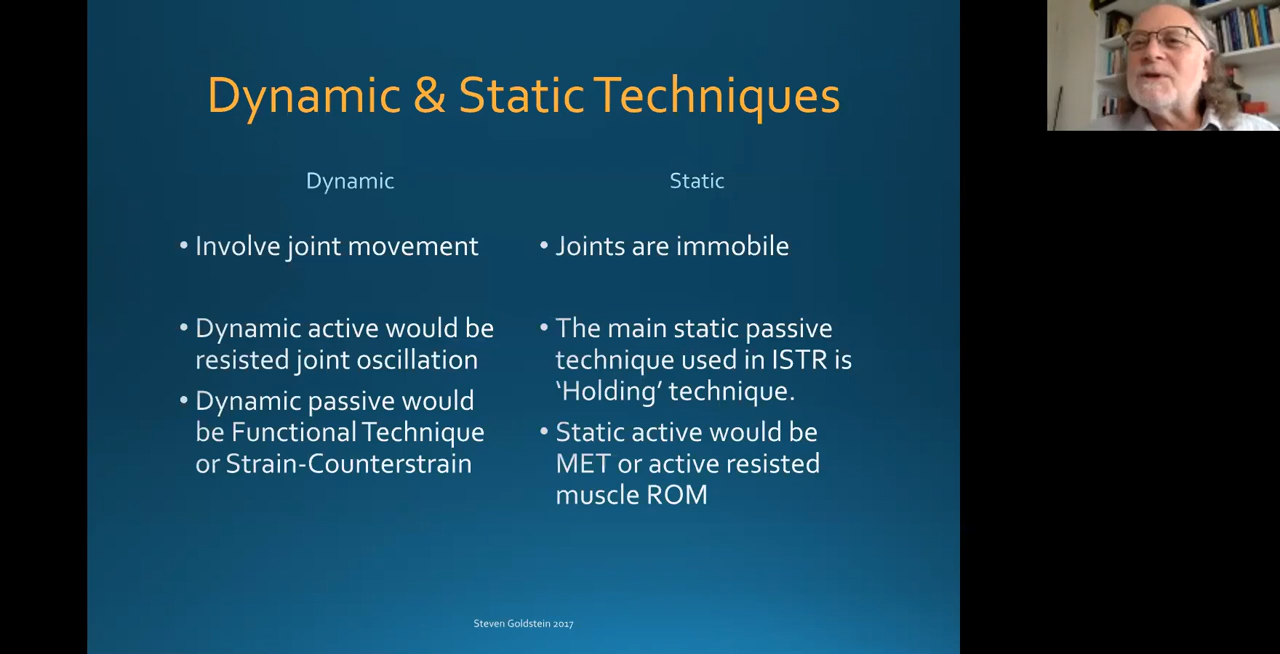 Dynamic & Static Techniques
Dynamic
• Involve joint movement
• Dynamic active would be
resisted joint oscillation
• Dynamic passive would
be Functional Technique
or Strain-Counterstrain
Static
• Joints are immobile
• The main static passive
technique used in ISTR is
‘Holding’ technique.
• Static active would be
MET or active resisted
muscle ROM
Steven Goldstein 2017